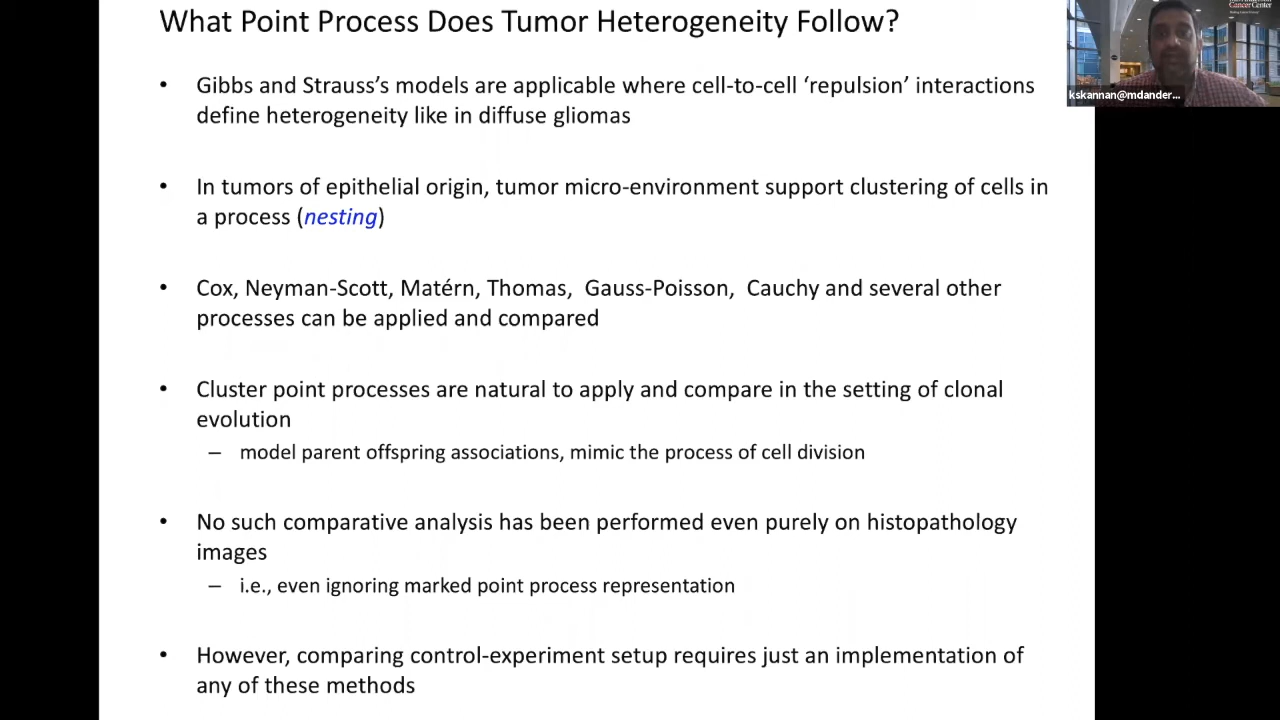 What Point Process Does Tumor Heterogeneity Follow?
• Gibbs and Strauss’s models are applicable where cell-to-cell ‘repulsion’ interactions
define heterogeneity like in diffuse gliomas
• In tumors of epithelial origin, tumor micro-environment support clustering of cells in
a process (nesting)
• Cox, Neyman-Scott, Matérn, Thomas, Gauss-Poisson, Cauchy and several other
processes can be applied and compared
• Cluster point processes are natural to apply and compare in the setting of clonal
evolution
– model parent offspring associations, mimic the process of cell division
• No such comparative analysis has been performed even purely on histopathology
images
– i.e., even ignoring marked point process representation
• However, comparing control-experiment setup requires just an implementation of
any of these methods
Cancer Center
kskannan@mdander...